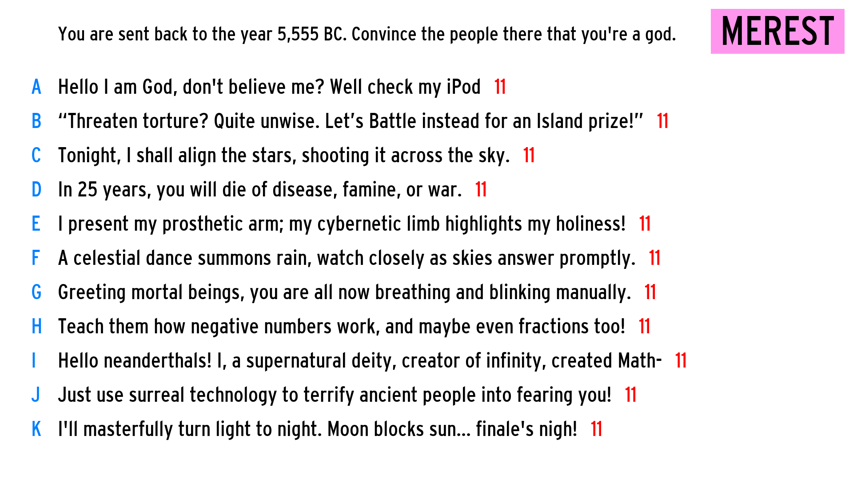 You are sent back to the year 5,555 BC. Convince the people there that you're a god.
MEREST
A Hello I am God, don't believe me? Well check my iPod 11
B “Threaten torture? Quite unwise. Let’s Battle instead for an Island prize!” 11
C Tonight, I shall align the stars, shooting it across the sky. 11
D In 25 years, you will die of disease, famine, or war. 11
E I present my prosthetic arm; my cybernetic limb highlights my holiness! 11
F A celestial dance summons rain, watch closely as skies answer promptly. 11
G Greeting mortal beings, you are all now breathing and blinking manually. 11
H Teach them how negative numbers work, and maybe even fractions too! 11
I Hello neanderthals! I, a supernatural deity, creator of infinity, created Math- 11
J Just use surreal technology to terrify ancient people into fearing you! 11
K I'll masterfully turn light to night. Moon blocks sun... finale's nigh! 11